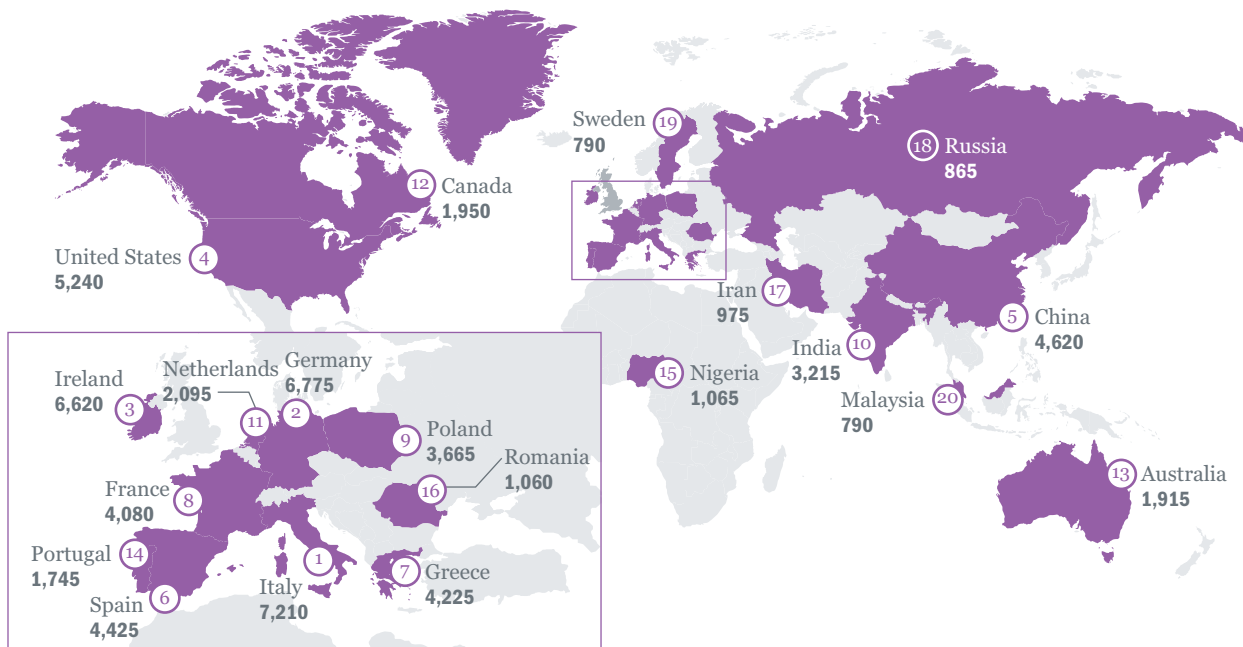 Sweden
19
790
18
Russia
865
12
Canada
1,950
United States
4
5,240
Iran
17
975
5
China
4,620
India
10
3,215
15
Nigeria
1,065
Malaysia
20
790
13
Australia
1,915
Ireland
3
6,620
Netherlands
2,095
11
Germany
6,775
2
9
Poland
3,665
Romania
1,060
16
France
8
4,080
Portugal
14
1,745
Spain
6
4,425
1
Italy
7,210
7
Greece
4,225